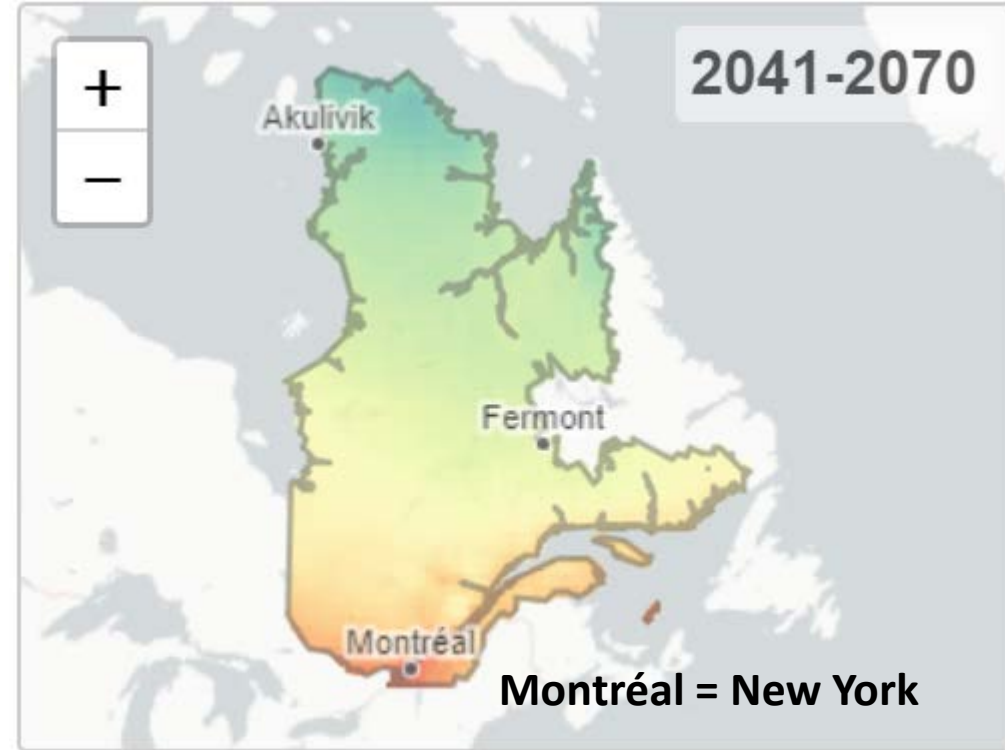 +
−
2041-2070
Akulivik
Fermont
Montréal
Montréal = New York